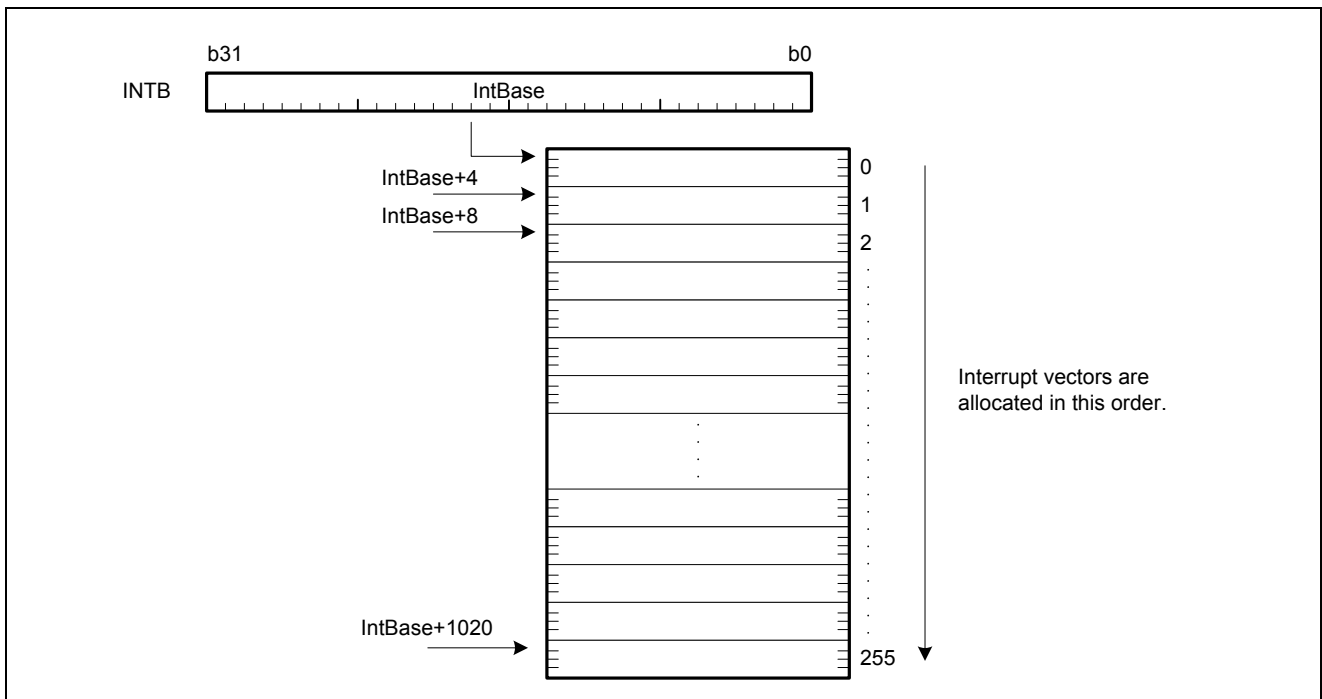 b31 b0
INTB IntBase
0
IntBase+4
1
IntBase+8
2
Interrupt vectors are
allocated in this order.
IntBase+1020
255